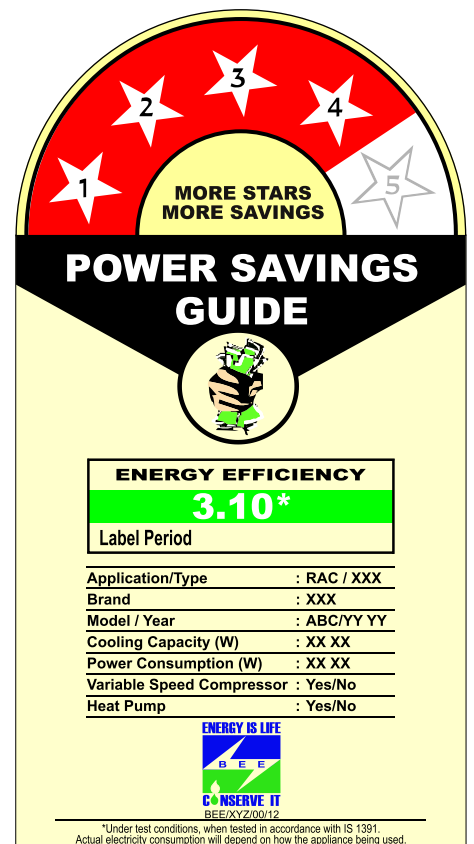 1 2 3 4 5
MORE STARS
MORE SAVINGS
POWER SAVINGS
GUIDE
ENERGY EFFICIENCY
3.10*
Label Period
Application/Type : RAC / XXX
Brand : XXX
Model / Year : ABC/YY YY
Cooling Capacity (W) : XX XX
Power Consumption (W) : XX XX
Variable Speed Compressor : Yes/No
Heat Pump : Yes/No
ENERGY IS LIFE
B E E
CONSERVE IT
BEE/XYZ/00/12
*Under test conditions, when tested in accordance with IS 1391.
Actual electricity consumption will depend on how the appliance being used.